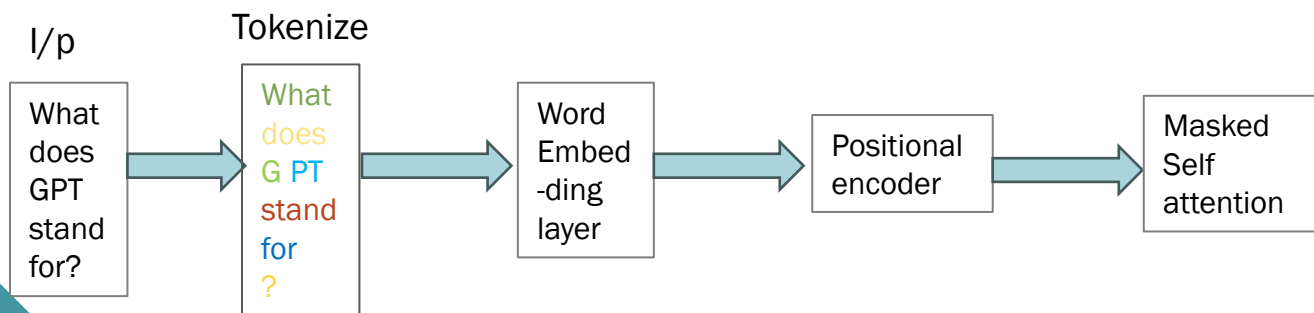 I/p
What
does
GPT
stand
for?
Tokenize
What
does
G PT
stand
for
?
Word
Embed
-ding
layer
Positional
encoder
Masked
Self
attention